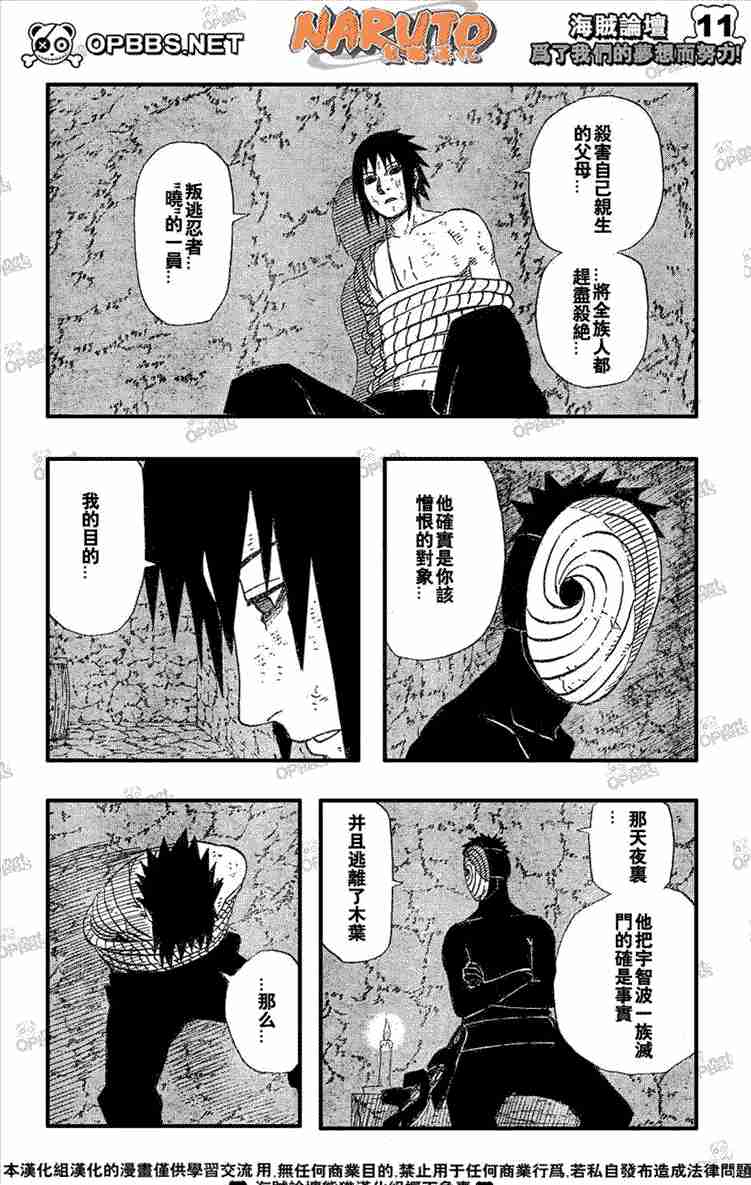 OPBBS.NET
NARUTO
海賊論壇
11
爲了我們的夢想而努力!
殺害自己親生
的父母…
…將全族人都
趕盡殺絶…
叛逃忍者…
"曉"的一員…
他確實是你該
憎恨的對象
…
我的目的…
…
那天夜裏
他把宇智波一族滅
門的確是事實
并且逃離了木葉
…那么…
本漢化組漢化的漫畫僅供學習交流用,無任何商業目的,禁止用于任何商業行爲,若私自發布造成法律問題